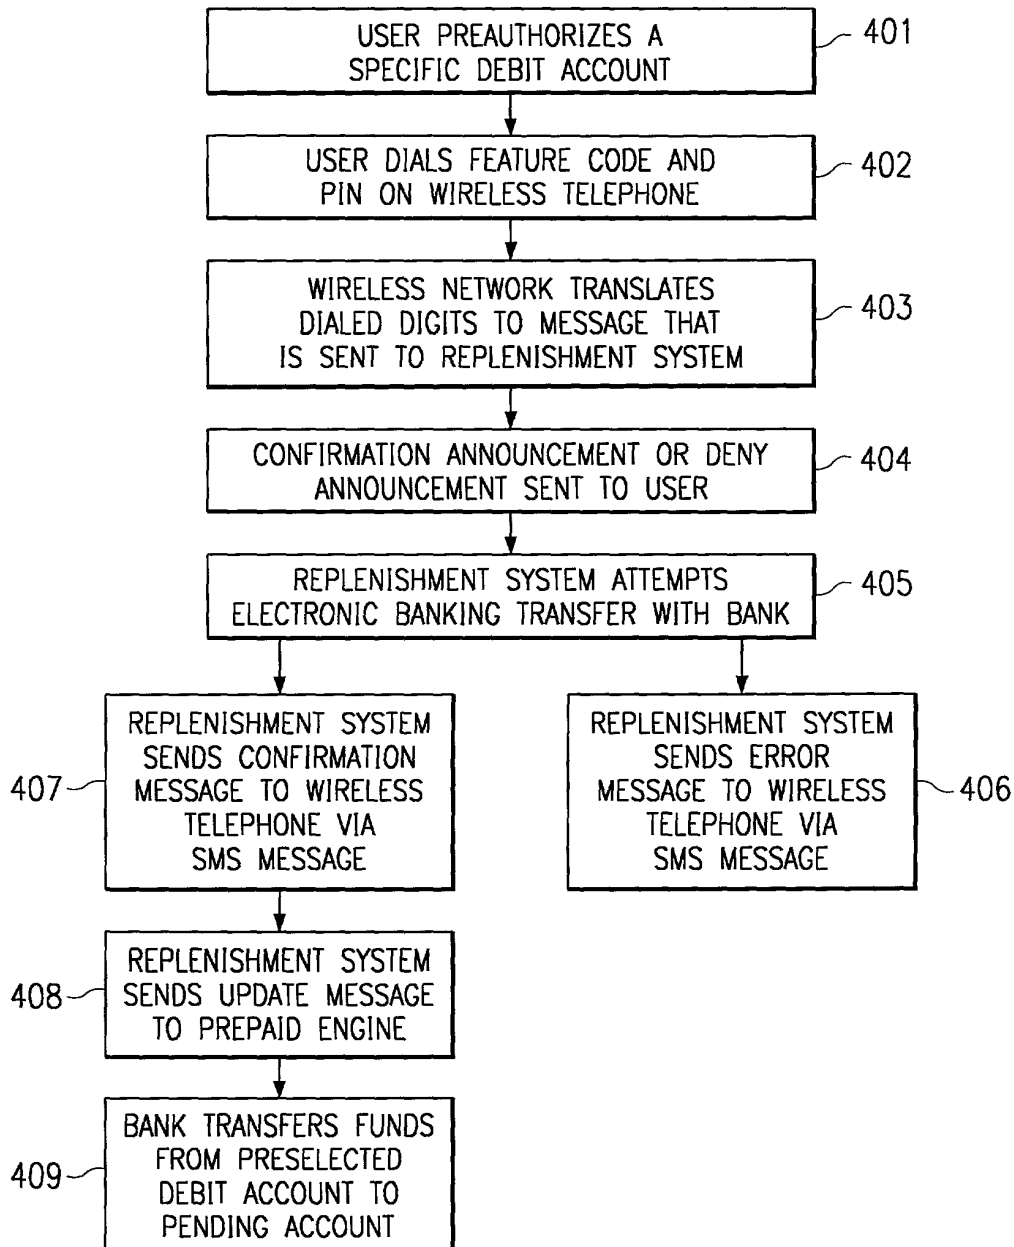 USER PREAUTHORIZES A
SPECIFIC DEBIT ACCOUNT
401
USER DIALS FEATURE CODE AND
PIN ON WIRELESS TELEPHONE
402
WIRELESS NETWORK TRANSLATES
DIALED DIGITS TO MESSAGE THAT
IS SENT TO REPLENISHMENT SYSTEM
403
CONFIRMATION ANNOUNCEMENT OR DENY
ANNOUNCEMENT SENT TO USER
404
REPLENISHMENT SYSTEM ATTEMPTS
ELECTRONIC BANKING TRANSFER WITH BANK
405
REPLENISHMENT SYSTEM
SENDS CONFIRMATION
MESSAGE TO WIRELESS
TELEPHONE VIA
SMS MESSAGE
407
REPLENISHMENT SYSTEM
SENDS ERROR
MESSAGE TO WIRELESS
TELEPHONE VIA
SMS MESSAGE
406
REPLENISHMENT SYSTEM
SENDS UPDATE MESSAGE
TO PREPAID ENGINE
408
BANK TRANSFERS FUNDS
FROM PRESELECTED
DEBIT ACCOUNT TO
PENDING ACCOUNT
409